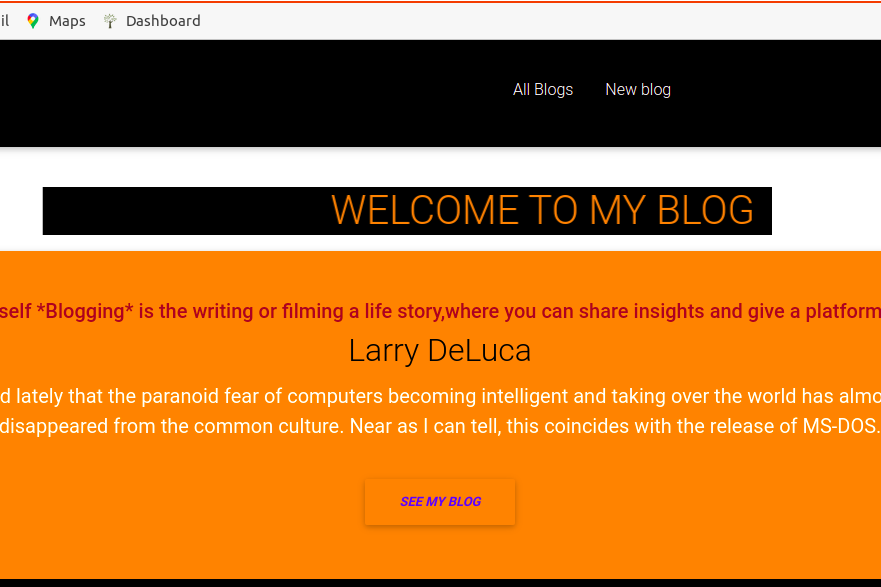 il Maps Dashboard
All Blogs New blog
WELCOME TO MY BLOG
self *Blogging* is the writing or filming a life story,where you can share insights and give a platform
Larry DeLuca
d lately that the paranoid fear of computers becoming intelligent and taking over the world has almo
disappeared from the common culture. Near as I can tell, this coincides with the release of MS-DOS.
SEE MY BLOG